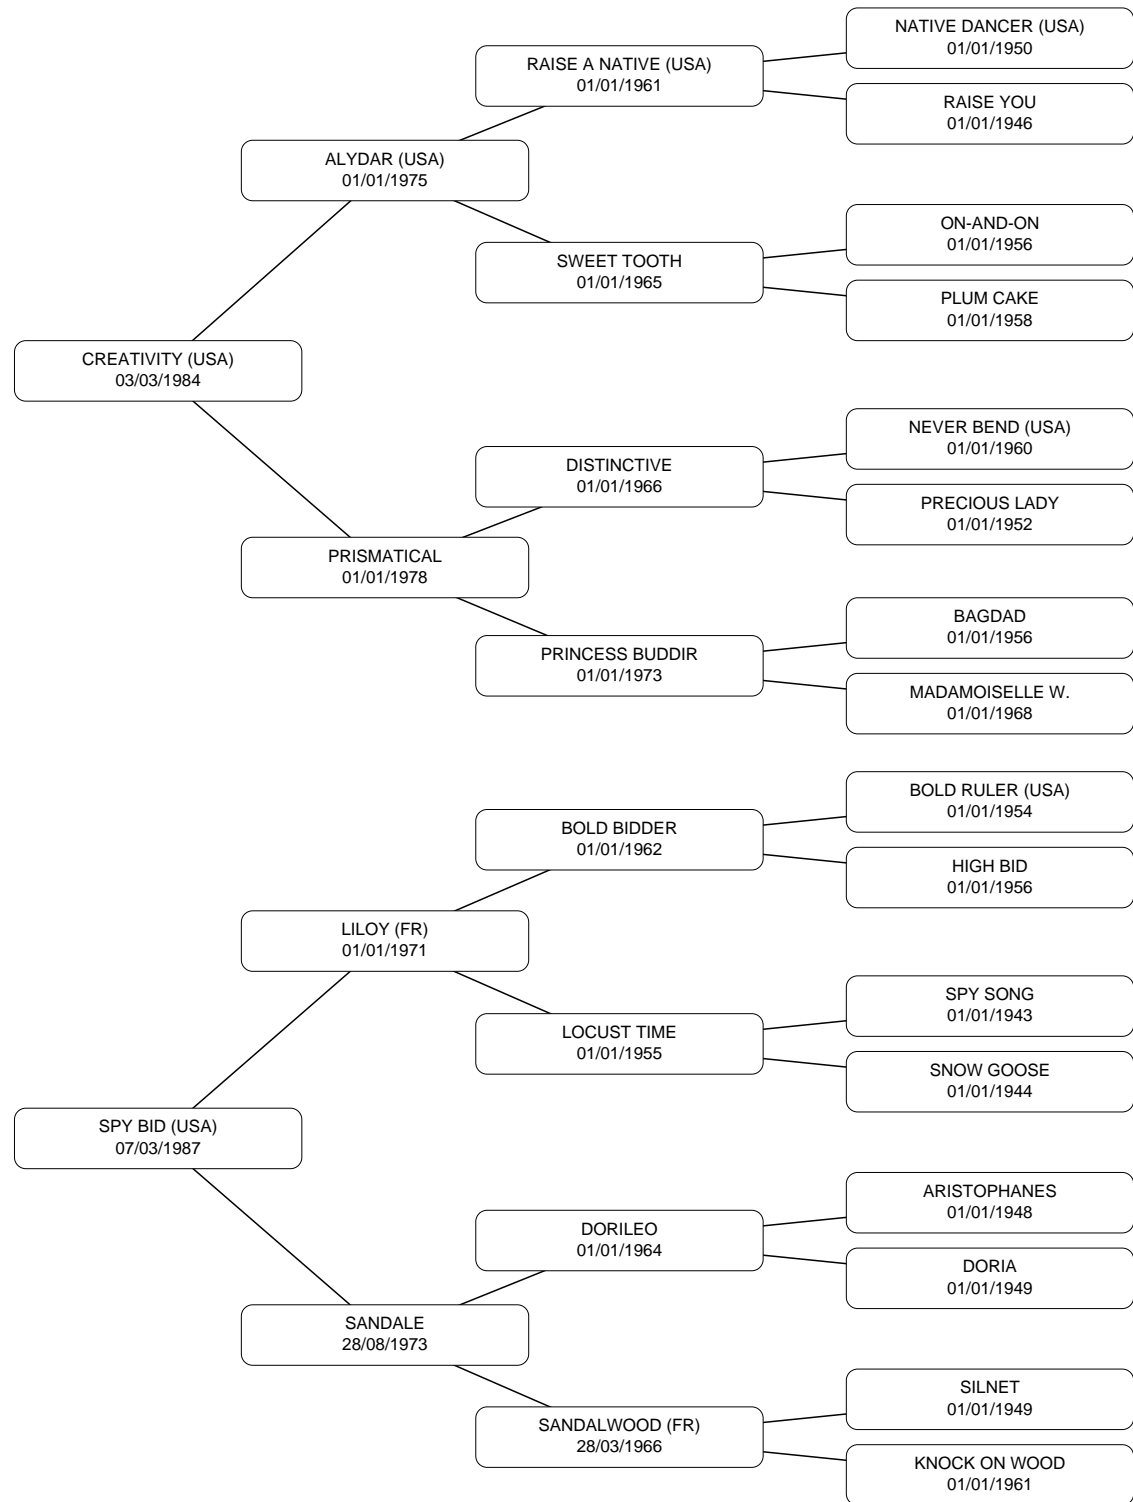 NATIVE DANCER (USA)
01/01/1950
RAISE A NATIVE (USA)
01/01/1961
RAISE YOU
01/01/1946
ALYDAR (USA)
01/01/1975
ON-AND-ON
01/01/1956
SWEET TOOTH
01/01/1965
PLUM CAKE
01/01/1958
CREATIVITY (USA)
03/03/1984
NEVER BEND (USA)
01/01/1960
DISTINCTIVE
01/01/1966
PRECIOUS LADY
01/01/1952
PRISMATICAL
01/01/1978
BAGDAD
01/01/1956
PRINCESS BUDDIR
01/01/1973
MADAMOISELLE W.
01/01/1968
BOLD RULER (USA)
01/01/1954
BOLD BIDDER
01/01/1962
HIGH BID
01/01/1956
LILOY (FR)
01/01/1971
SPY SONG
01/01/1943
LOCUST TIME
01/01/1955
SNOW GOOSE
01/01/1944
SPY BID (USA)
07/03/1987
ARISTOPHANES
01/01/1948
DORILEO
01/01/1964
DORIA
01/01/1949
SANDALE
28/08/1973
SILNET
01/01/1949
SANDALWOOD (FR)
28/03/1966
KNOCK ON WOOD
01/01/1961